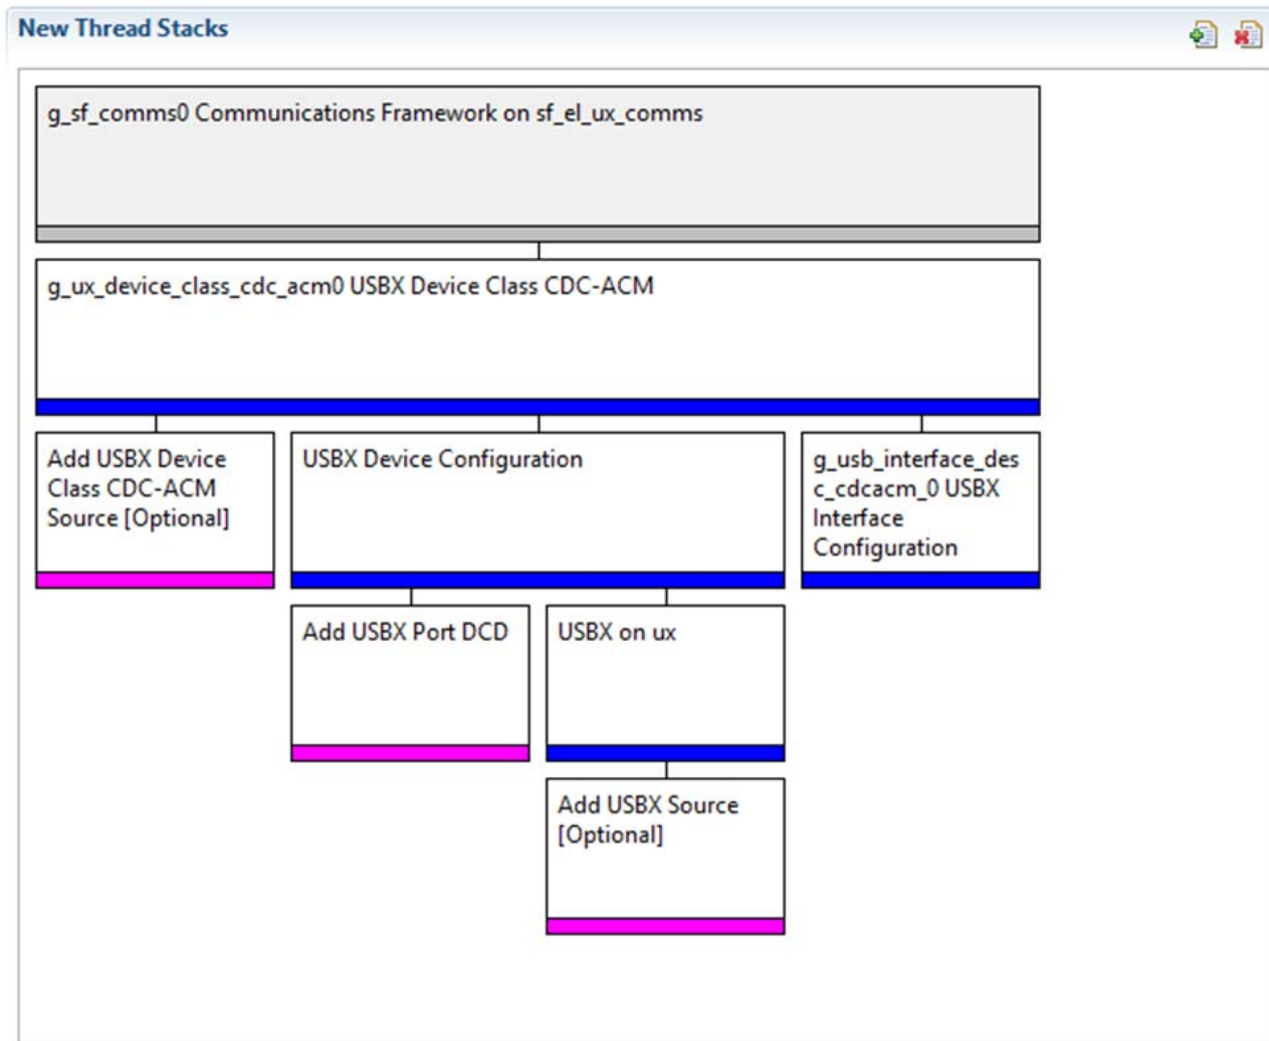 New Thread Stacks
g_sf_comms0 Communications Framework on sf_el_ux_comms
g_ux_device_class_cdc_acm0 USBX Device Class CDC-ACM
Add USBX Device
Class CDC-ACM
Source [Optional]
USBX Device Configuration
g_usb_interface_des
c_cdcacm_0 USBX
Interface
Configuration
Add USBX Port DCD
USBX on ux
Add USBX Source
[Optional]